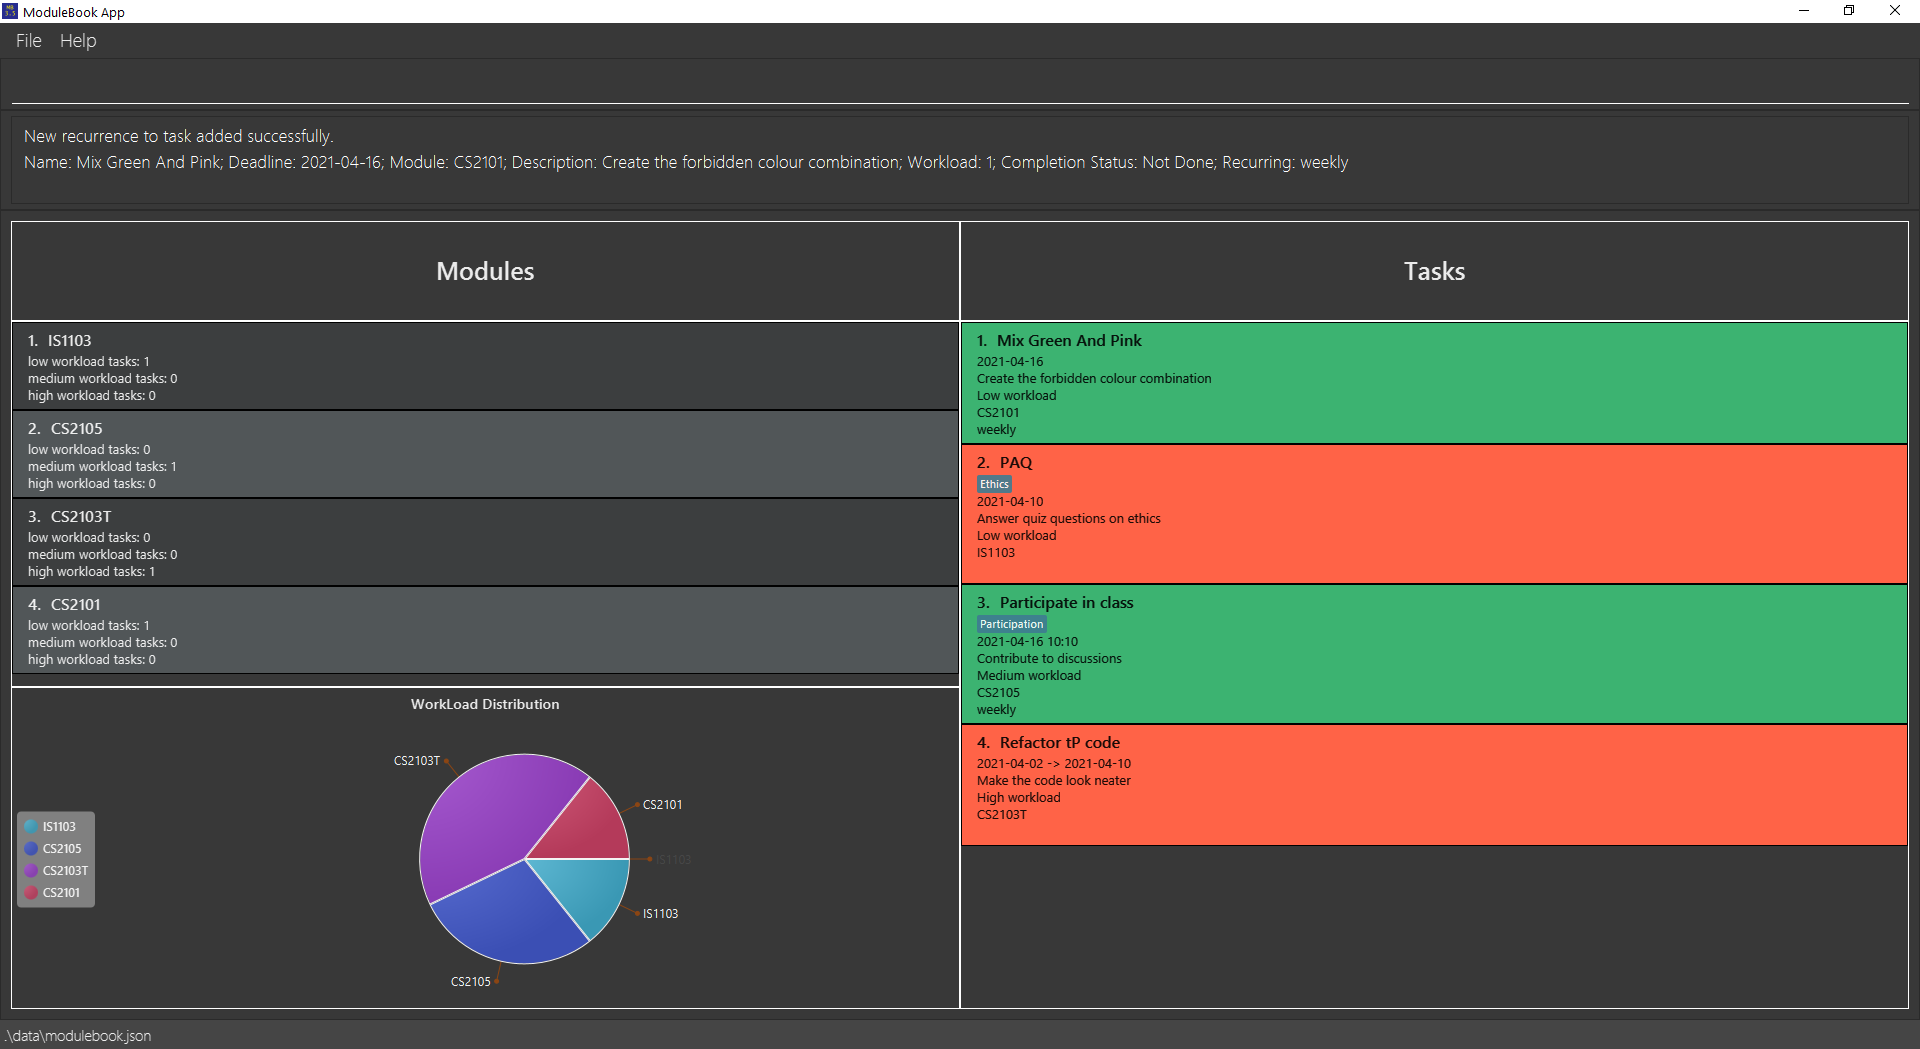 ModuleBook App
File Help
New recurrence to task added successfully.
Name: Mix Green And Pink; Deadline: 2021-04-16; Module: CS2101; Description: Create the forbidden colour combination; Workload: 1; Completion Status: Not Done; Recurring: weekly
Modules
1. IS1103
low workload tasks: 1
medium workload tasks: 0
high workload tasks: 0
2. CS2105
low workload tasks: 0
medium workload tasks: 1
high workload tasks: 0
3. CS2103T
low workload tasks: 0
medium workload tasks: 0
high workload tasks: 1
4. CS2101
low workload tasks: 1
medium workload tasks: 0
high workload tasks: 0
WorkLoad Distribution
CS2103T
CS2101
IS1103
IS1103
CS2105
IS1103
CS2105
CS2103T
CS2101
Tasks
1. Mix Green And Pink
2021-04-16
Create the forbidden colour combination
Low workload
CS2101
weekly
2. PAQ
Ethics
2021-04-10
Answer quiz questions on ethics
Low workload
IS1103
3. Participate in class
Participation
2021-04-16 10:10
Contribute to discussions
Medium workload
CS2105
weekly
4. Refactor tP code
2021-04-02 -> 2021-04-10
Make the code look neater
High workload
CS2103T
.\data\modulebook.json